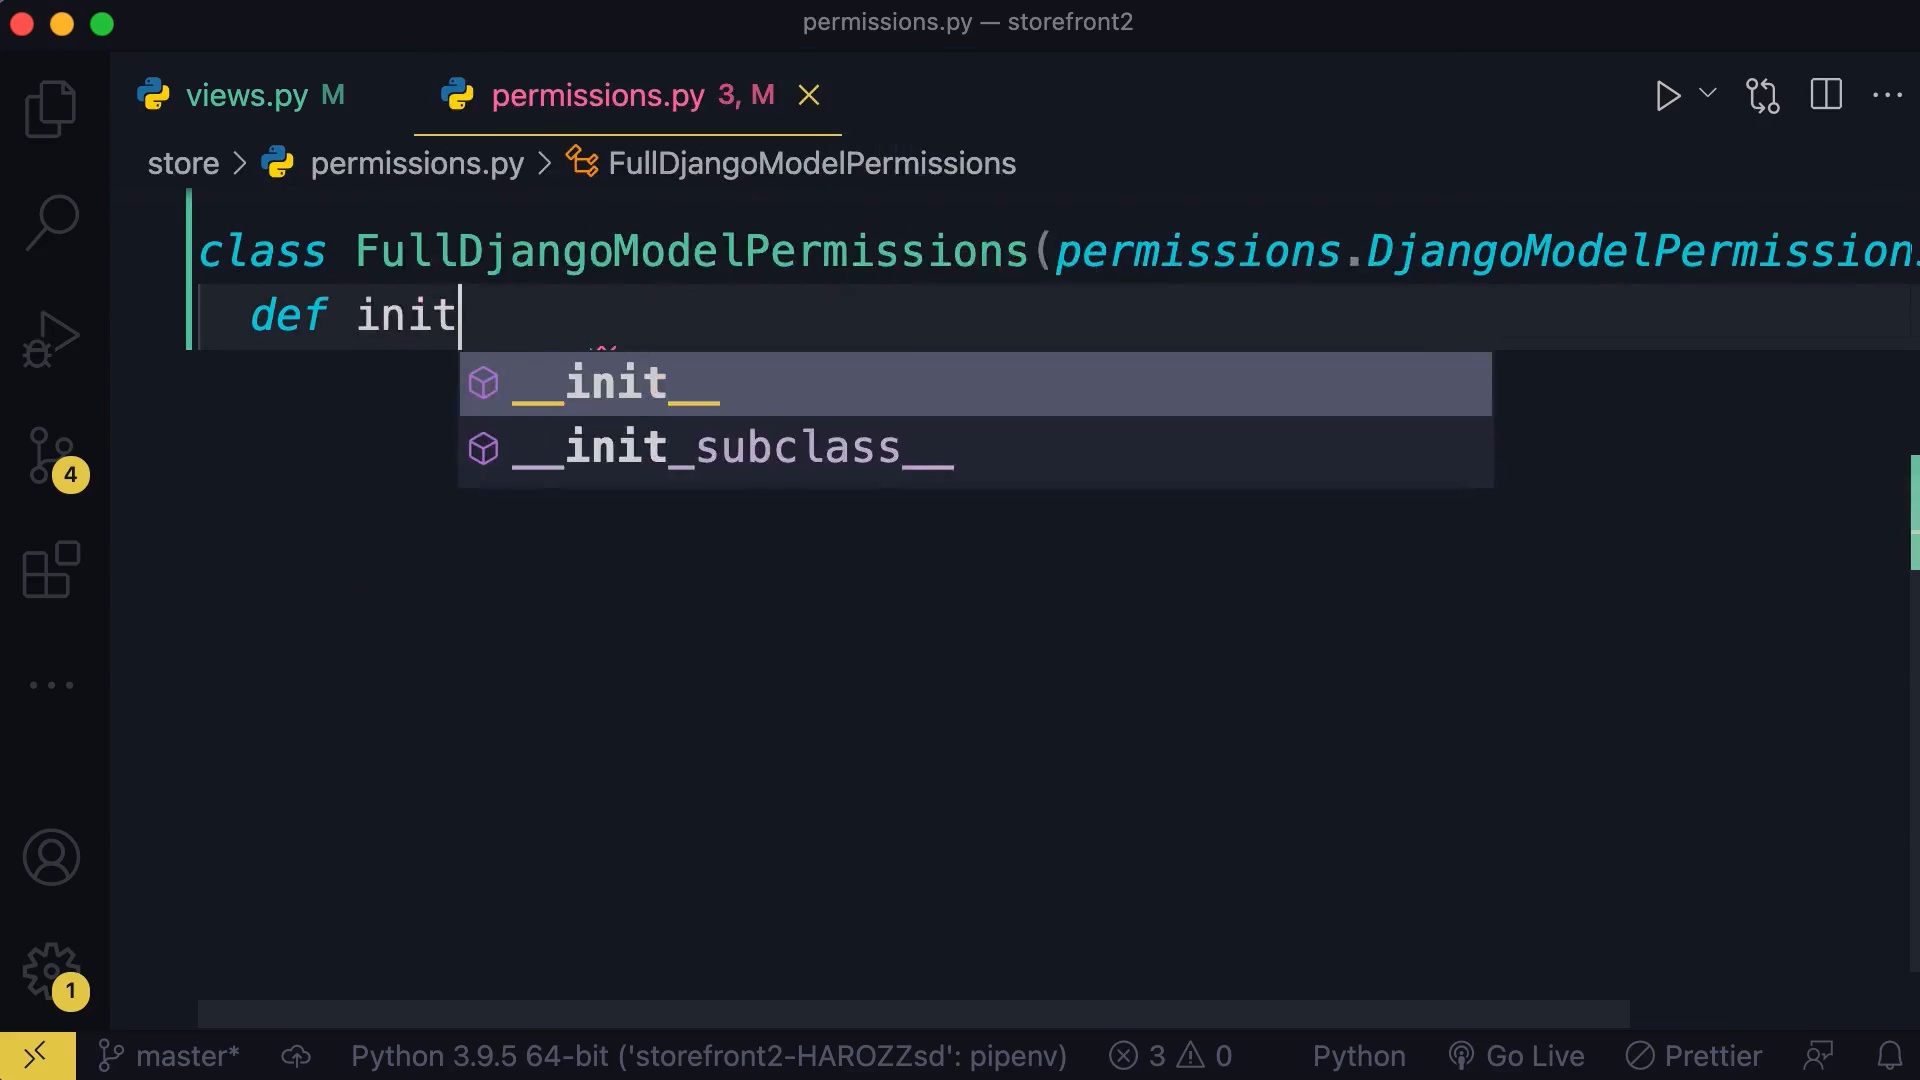 permissions.py — storefront2
views.py M permissions.py 3, M
store > permissions.py > FullDjangoModelPermissions
class FullDjangoModelPermissions(permissions.DjangoModelPermission
def init
__init__
__init_subclass__
4
1
master* Python 3.9.5 64-bit ('storefront2-HAROZZsd': pipenv) 3 0 Python Go Live Prettier